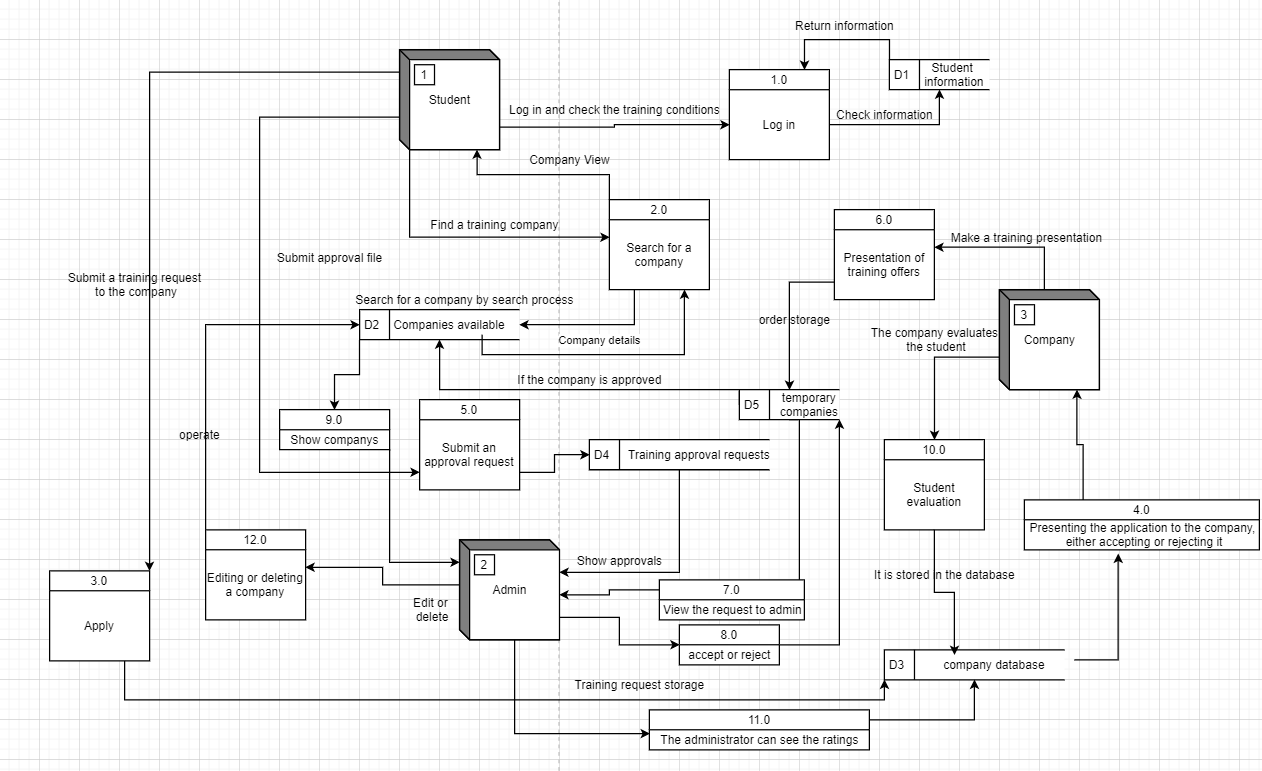 Return information
1
Student
1.0
Log in
D1
Student
information
Log in and check the training conditions
Check information
Company View
2.0
Search for a
company
Find a training company
6.0
Presentation of
training offers
Make a training presentation
Submit approval file
Submit a training request
to the company
Search for a company by search process
D2
Companies available
Company details
order storage
The company evaluates
the student
3
Company
If the company is approved
D5
temporary
companies
9.0
Show companys
5.0
Submit an
approval request
operate
D4
Training approval requests
10.0
Student
evaluation
4.0
Presenting the application to the company,
either accepting or rejecting it
12.0
Editing or deleting
a company
2
Admin
Show approvals
3.0
Apply
Edit or
delete
7.0
View the request to admin
It is stored in the database
8.0
accept or reject
D3
company database
Training request storage
11.0
The administrator can see the ratings